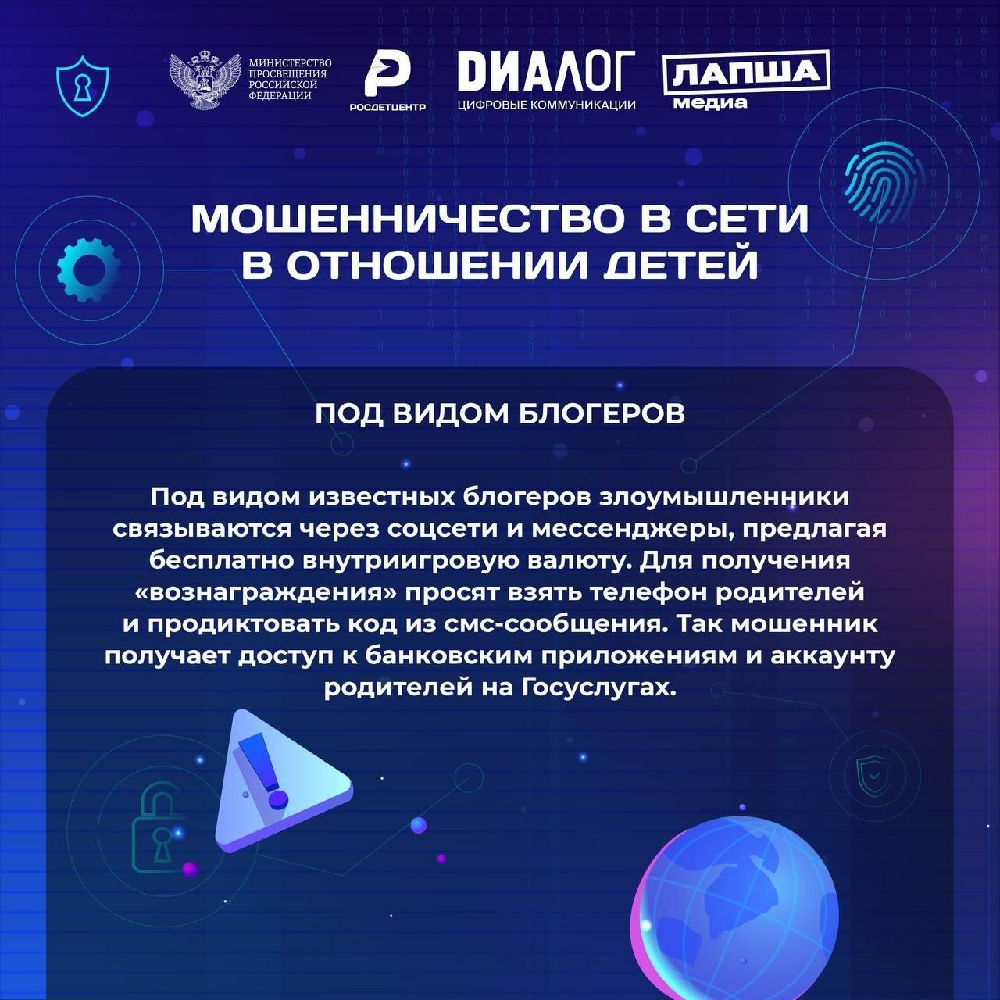 МИНИСТЕРСТВО
ПРОСВЕЩЕНИЯ
РОССИЙСКОЙ
ФЕДЕРАЦИИ
РОСДЕТЦЕНТР
DИАЛОГ
ЦИФРОВЫЕ КОММУНИКАЦИИ
ЛАПША
медиа
МОШЕННИЧЕСТВО В СЕТИ
В ОТНОШЕНИИ ДЕТЕЙ
ПОД ВИДОМ БЛОГЕРОВ
Под видом известных блогеров злоумышленники
связываются через соцсети и мессенджеры, предлагая
бесплатно внутриигровую валюту. Для получения
«вознаграждения» просят взять телефон родителей
и продиктовать код из смс-сообщения. Так мошенник
получает доступ к банковским приложениям и аккаунту
родителей на Госуслугах.